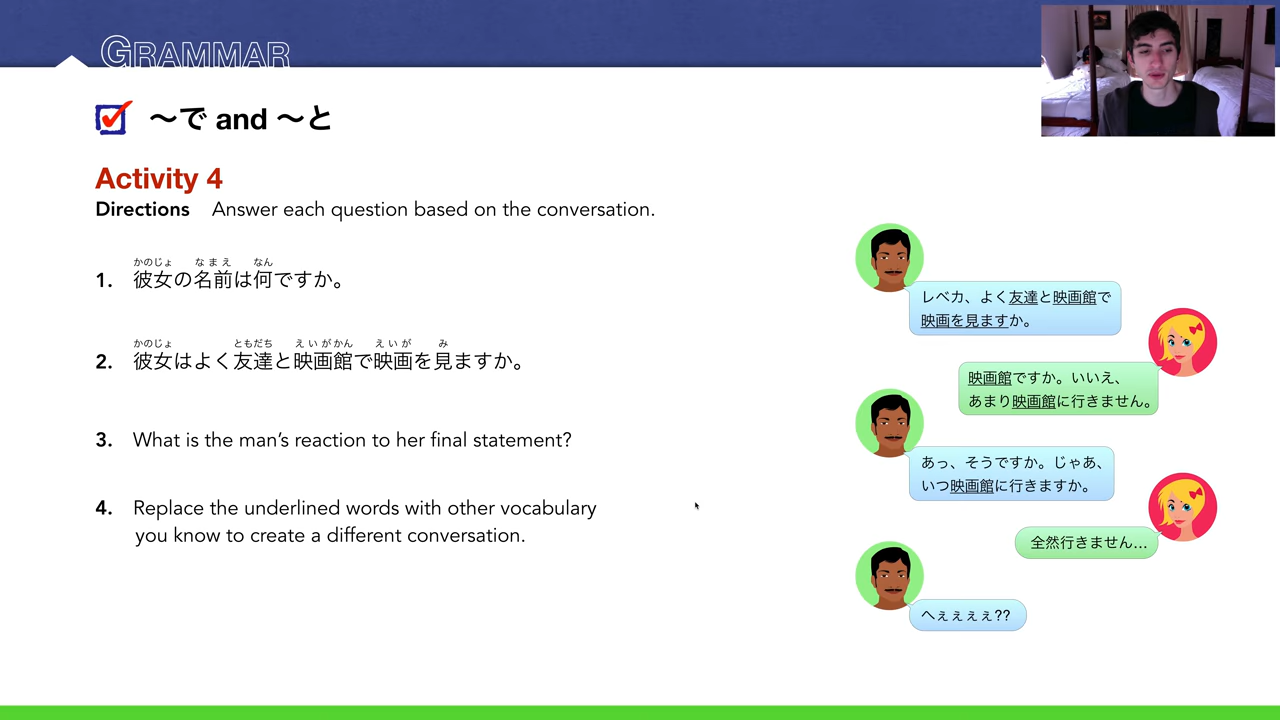 GRAMMAR
〜で and 〜と
Activity 4
Directions Answer each question based on the conversation.
かのじょ なまえ なん
1. 彼女の名前は何ですか。
かのじょ ともだち えいがかん えいが み
2. 彼女はよく友達と映画館で映画を見ますか。
3. What is the man's reaction to her final statement?
4. Replace the underlined words with other vocabulary
you know to create a different conversation.
レベカ、よく友達と映画館で
映画を見ますか。
映画館ですか。いいえ、
あまり映画館に行きません。
あっ、そうですか。じゃあ、
いつ映画館に行きますか。
全然行きません...
へぇぇぇぇ??